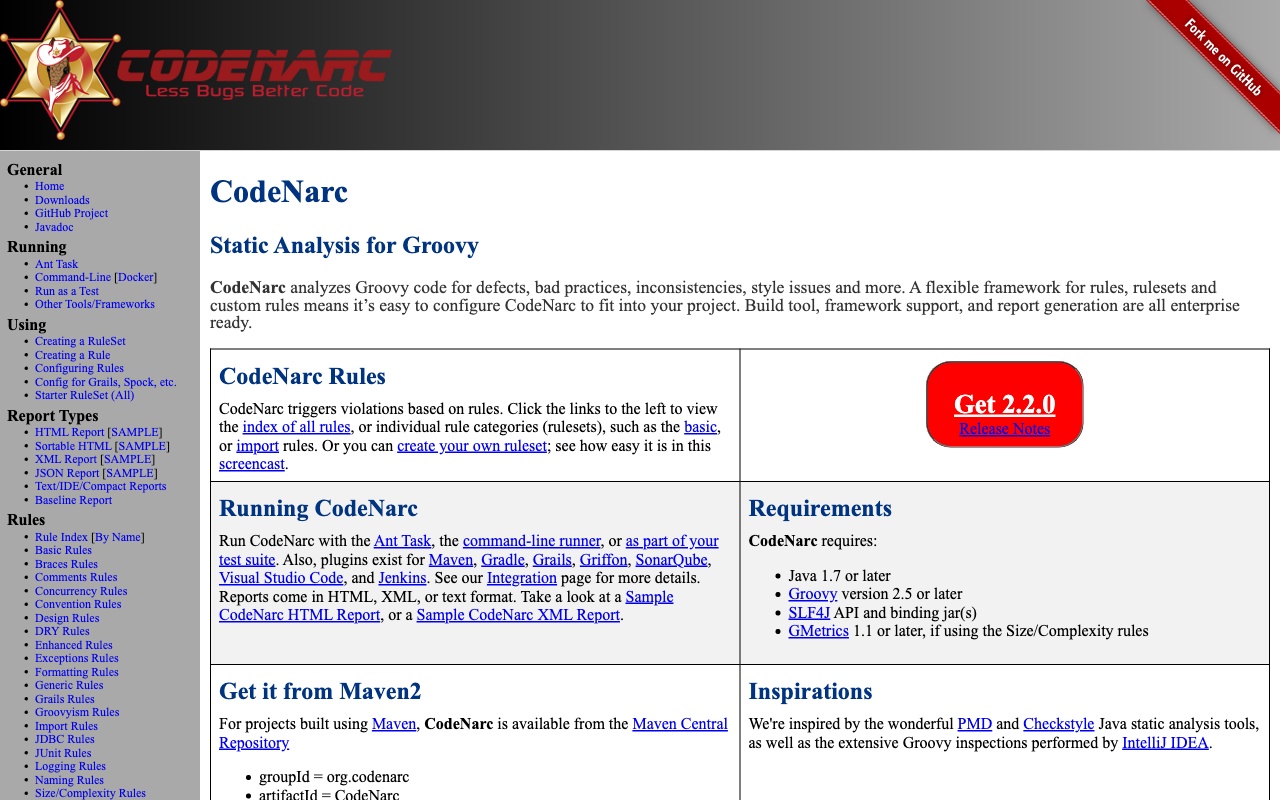 CODENARC
Less Bugs Better Code
Fork me on GitHub
General
• Home
• Downloads
• GitHub Project
• Javadoc
Running
• Ant Task
• Command-Line [Docker]
• Run as a Test
• Other Tools/Frameworks
Using
• Creating a RuleSet
• Creating a Rule
• Configuring Rules
• Config for Grails, Spock, etc.
• Starter RuleSet (All)
Report Types
• HTML Report [SAMPLE]
• Sortable HTML [SAMPLE]
• XML Report [SAMPLE]
• JSON Report [SAMPLE]
• Text/IDE/Compact Reports
• Baseline Report
Rules
• Rule Index [By Name]
• Basic Rules
• Braces Rules
• Comments Rules
• Concurrency Rules
• Convention Rules
• Design Rules
• DRY Rules
• Enhanced Rules
• Exceptions Rules
• Formatting Rules
• Generic Rules
• Grails Rules
• Groovyism Rules
• Import Rules
• JDBC Rules
• JUnit Rules
• Logging Rules
• Naming Rules
• Size/Complexity Rules
CodeNarc
Static Analysis for Groovy
CodeNarc analyzes Groovy code for defects, bad practices, inconsistencies, style issues and more. A flexible framework for rules, rulesets and
custom rules means it’s easy to configure CodeNarc to fit into your project. Build tool, framework support, and report generation are all enterprise
ready.
CodeNarc Rules
CodeNarc triggers violations based on rules. Click the links to the left to view
the index of all rules, or individual rule categories (rulesets), such as the basic,
or import rules. Or you can create your own ruleset; see how easy it is in this
screencast.
Get 2.2.0
Release Notes
Running CodeNarc
Run CodeNarc with the Ant Task, the command-line runner, or as part of your
test suite. Also, plugins exist for Maven, Gradle, Grails, Griffon, SonarQube,
Visual Studio Code, and Jenkins. See our Integration page for more details.
Reports come in HTML, XML, or text format. Take a look at a Sample
CodeNarc HTML Report, or a Sample CodeNarc XML Report.
Requirements
CodeNarc requires:
• Java 1.7 or later
• Groovy version 2.5 or later
• SLF4J API and binding jar(s)
• GMetrics 1.1 or later, if using the Size/Complexity rules
Get it from Maven2
For projects built using Maven, CodeNarc is available from the Maven Central
Repository
• groupId = org.codenarc
• artifactId = CodeNarc
Inspirations
We're inspired by the wonderful PMD and Checkstyle Java static analysis tools,
as well as the extensive Groovy inspections performed by IntelliJ IDEA.